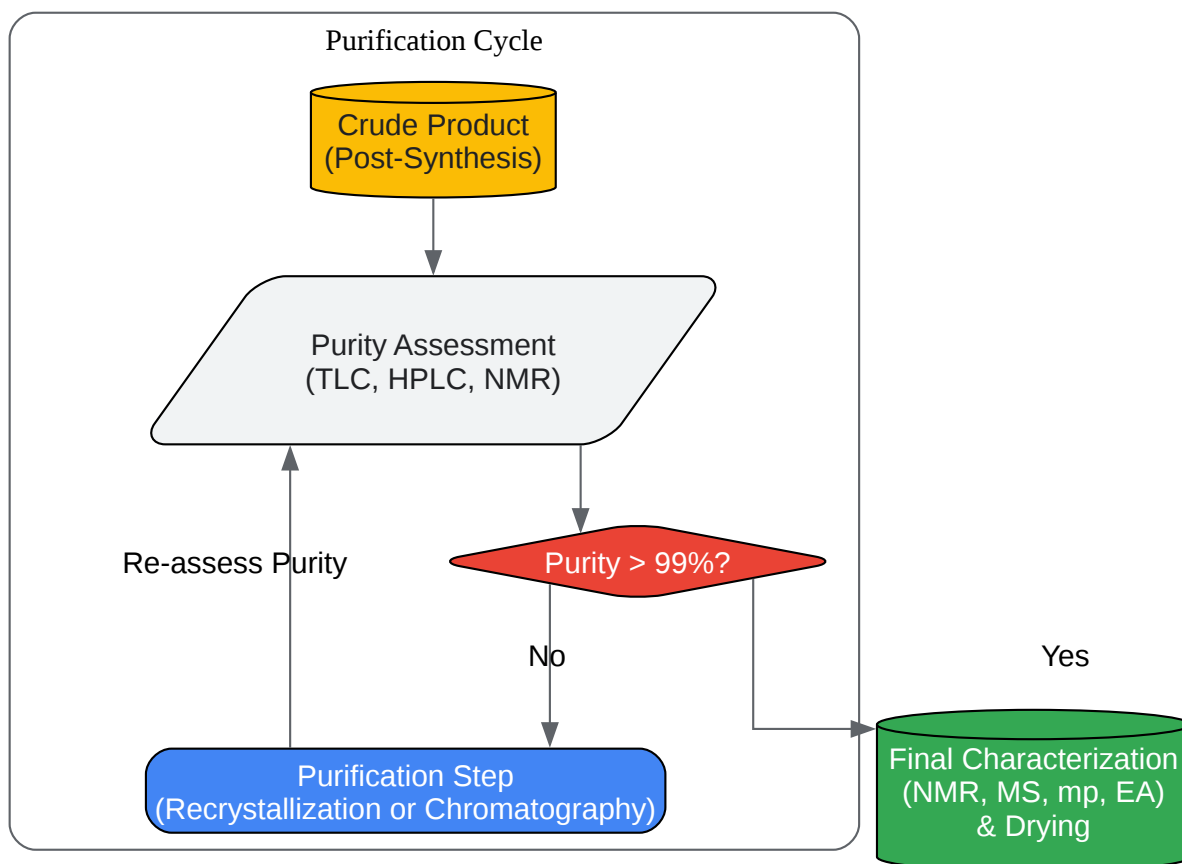 Purification Cycle
Crude Product
(Post-Synthesis)
Purity Assessment
(TLC, HPLC, NMR)
Re-assess Purity
Purity > 99%?
No
Yes
Purification Step
(Recrystallization or Chromatography)
Final Characterization
(NMR, MS, mp, EA)
& Drying